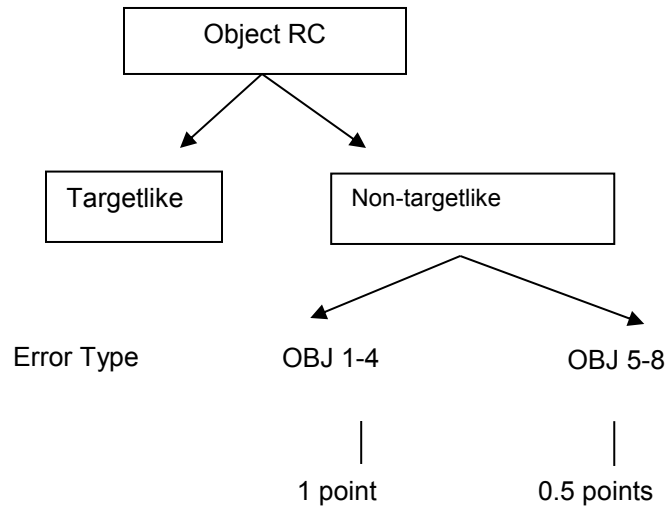 Object RC
Targetlike
Non-targetlike
Error Type
OBJ 1-4
OBJ 5-8
1 point
0.5 points